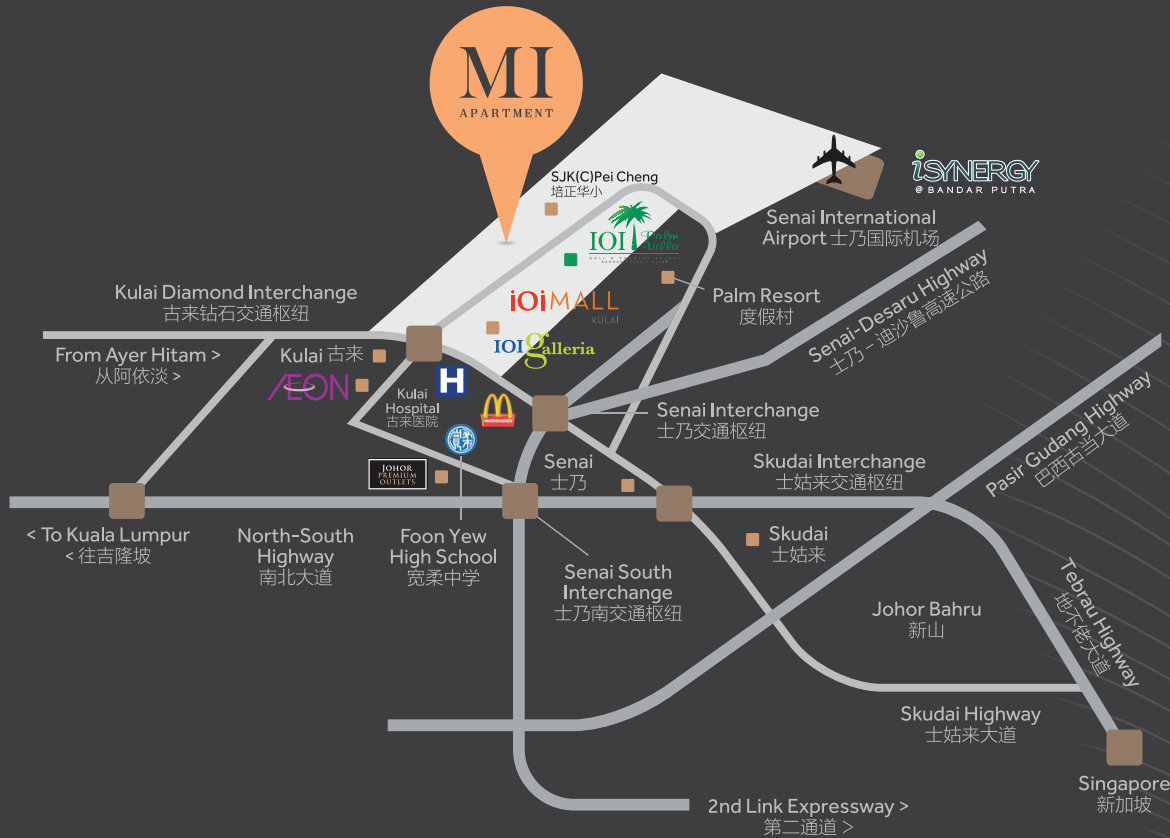 MI
APARTMENT
SJK(C)Pei Cheng
培正华小
iSYNERGY
@BANDAR PUTRA
IOI Palm
Villa
Senai International
Airport 士乃国际机场
Kulai Diamond Interchange
古来钻石交通枢纽
iOi MALL
KULAI
Palm Resort
度假村
Senai-Desaru Highway
士乃-迪沙鲁高速公路
IOI galleria
From Ayer Hitam >
从阿依淡 >
Kulai 古来
AEON
H
Kulai
Hospital
古来医院
McDonald's
Senai Interchange
士乃交通枢纽
Pasir Gudang Highway
巴西古当大道
JOHOR
PREMIUM
OUTLETS
Senai
士乃
Skudai Interchange
士姑来交通枢纽
< To Kuala Lumpur
< 往吉隆坡
North-South
Highway
南北大道
Foon Yew
High School
宽柔中学
Senai South
Interchange
士乃南交通枢纽
Skudai
士姑来
Johor Bahru
新山
Tebrau Highway
地不佬大道
Skudai Highway
士姑来大道
Singapore
新加坡
2nd Link Expressway >
第二通道 >